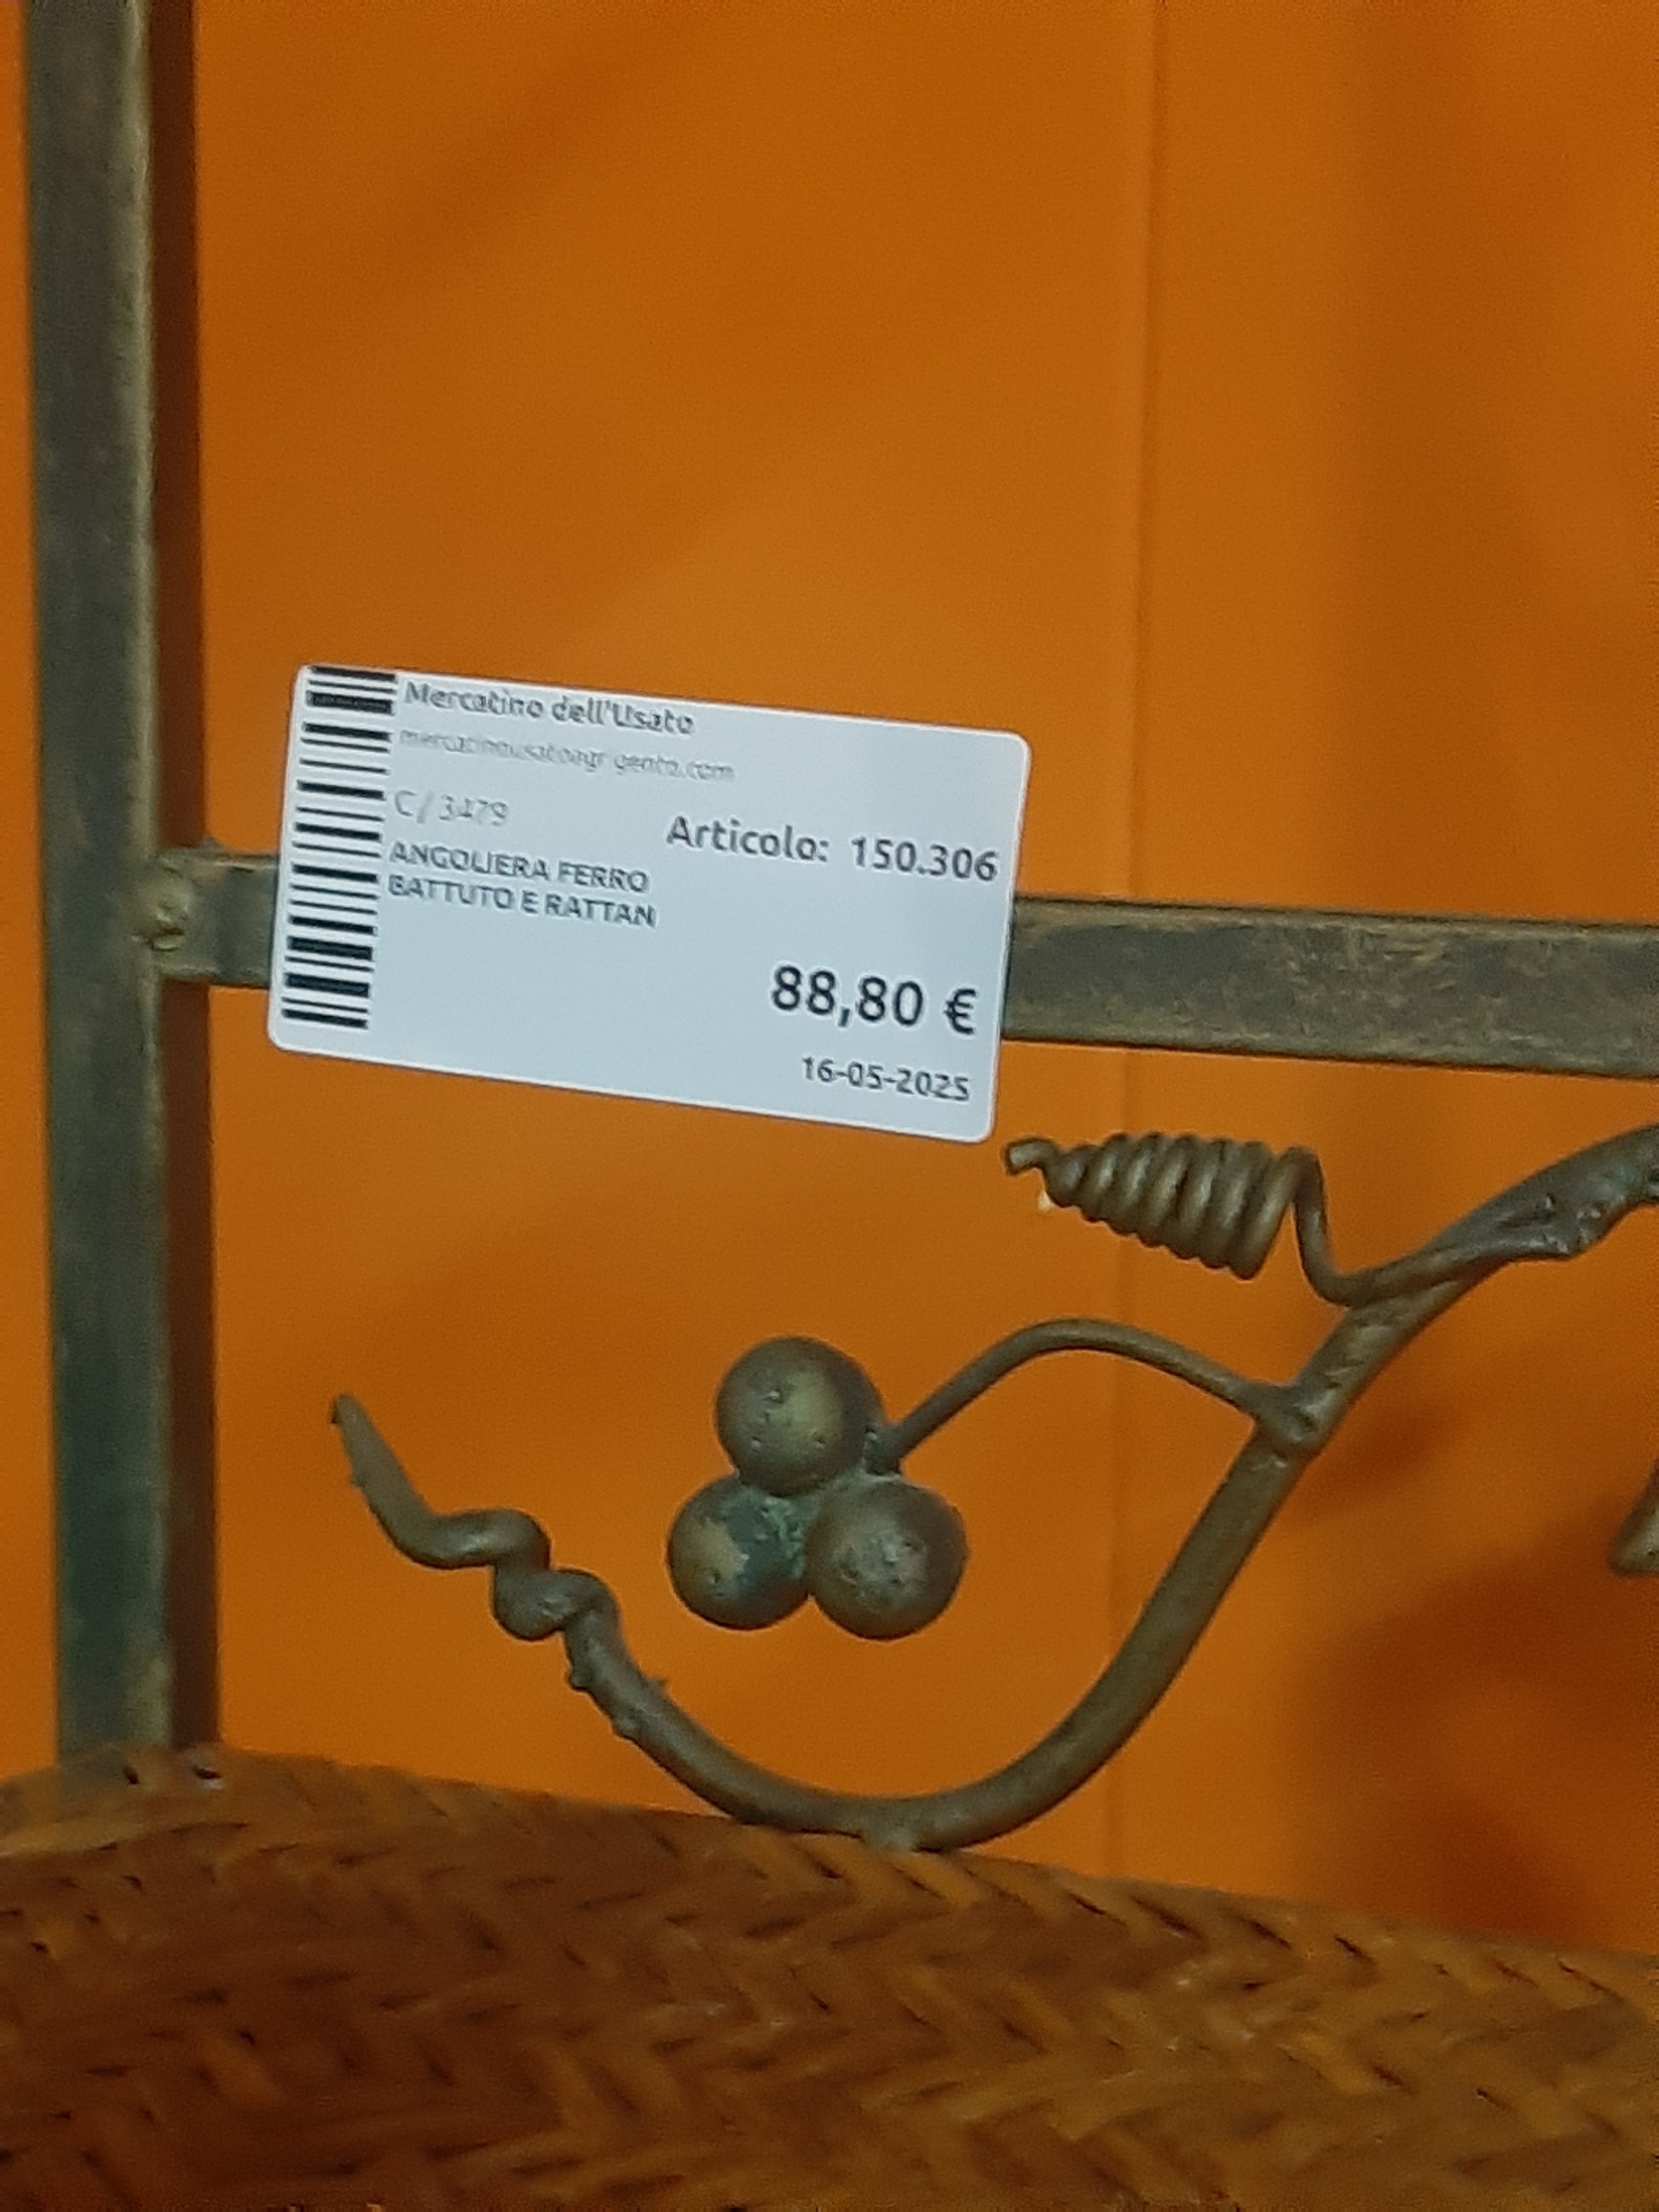 Mercatino dell'Usato
mercatinousatoagrigento.com
C/ 3479
Articolo: 150.306
ANGOLIERA FERRO
BATTUTO E RATTAN
88,80 €
16-05-2025